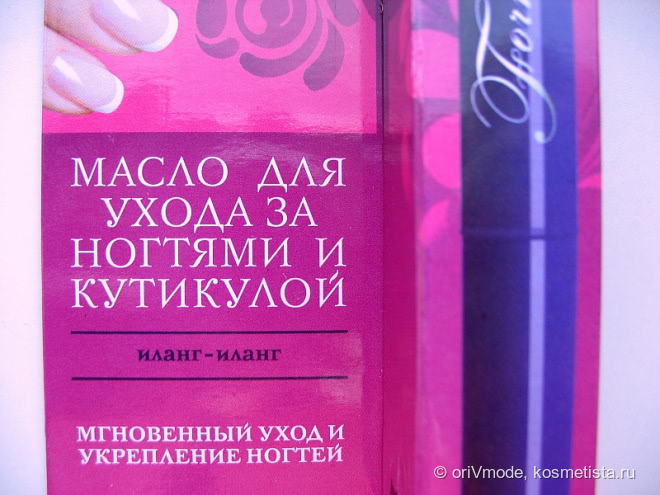 МАСЛО ДЛЯ
УХОДА ЗА
НОГТЯМИ И
КУТИКУЛОЙ
иланг-иланг
МГНОВЕННЫЙ УХОД И
УКРЕПЛЕНИЕ НОГТЕЙ
© oriVmode, kosmetista.ru